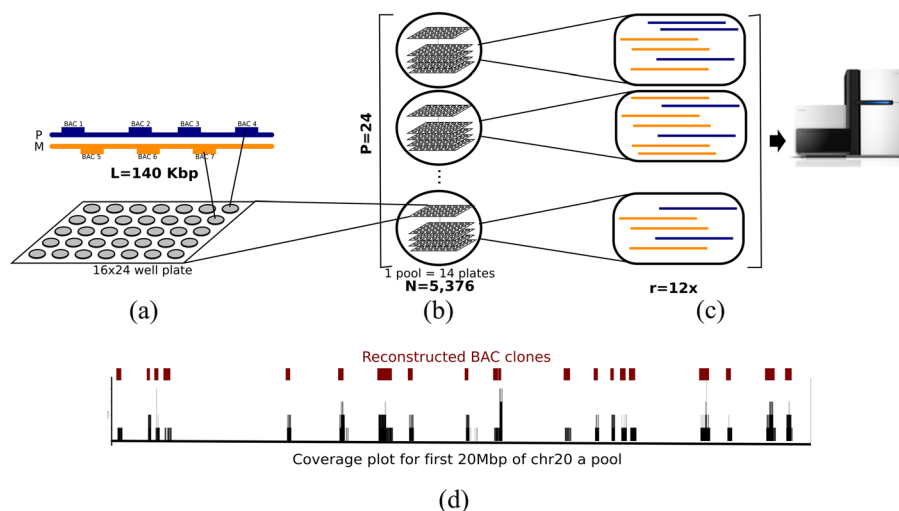 BAC 1
BAC 2
BAC 3
BAC 4
P
M
BAC 5
BAC 6
BAC 7
L=140 Kbp
16x24 well plate
(a)
P=24
1 pool = 14 plates
N=5,376
(b)
r=12x
(c)
Reconstructed BAC clones
Coverage plot for first 20Mbp of chr20 a pool
(d)